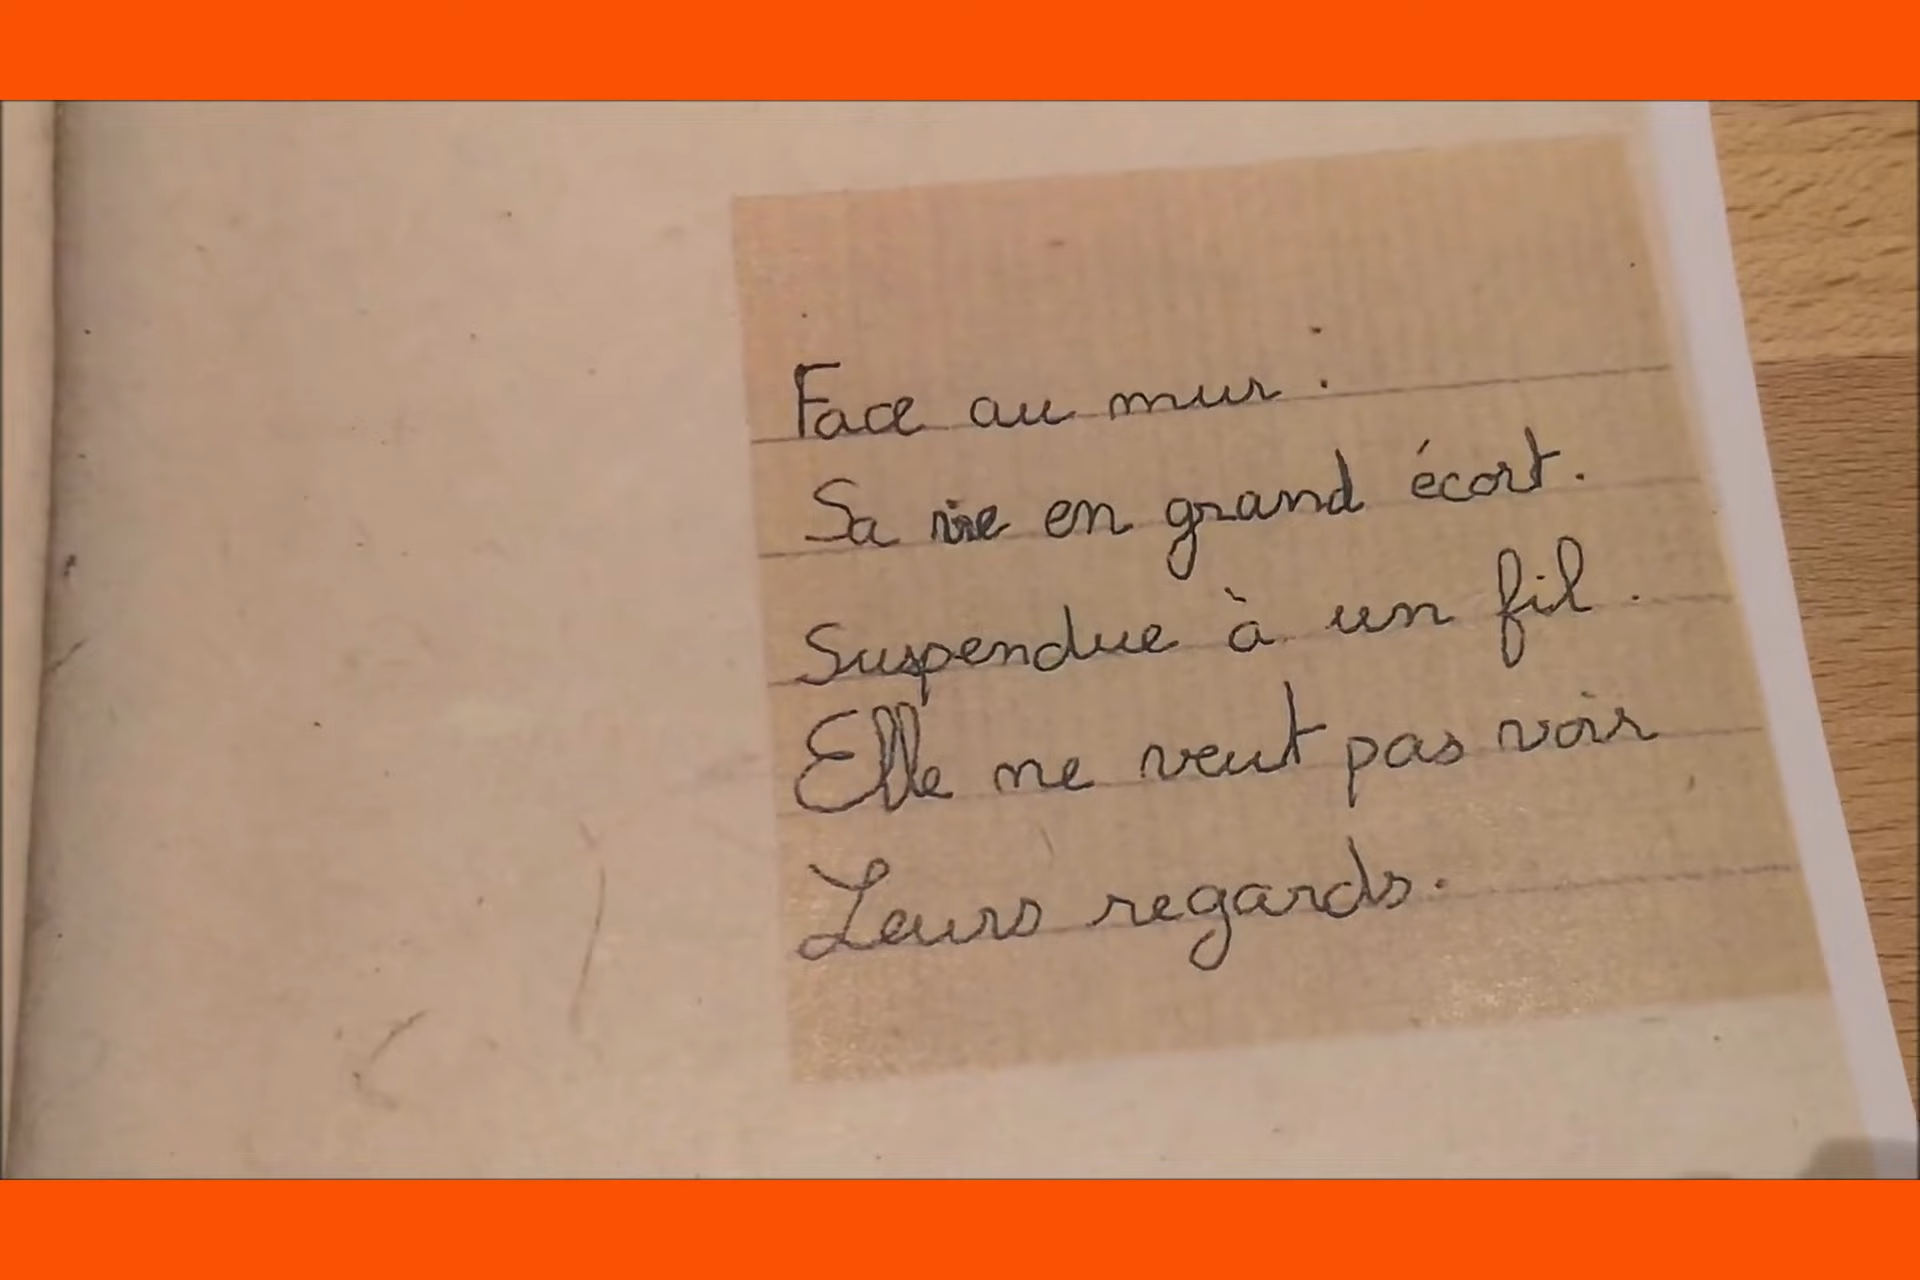 Face au mur.
Sa vie en grand écart.
Suspendue à un fil.
Elle ne veut pas voir
Leurs regards.